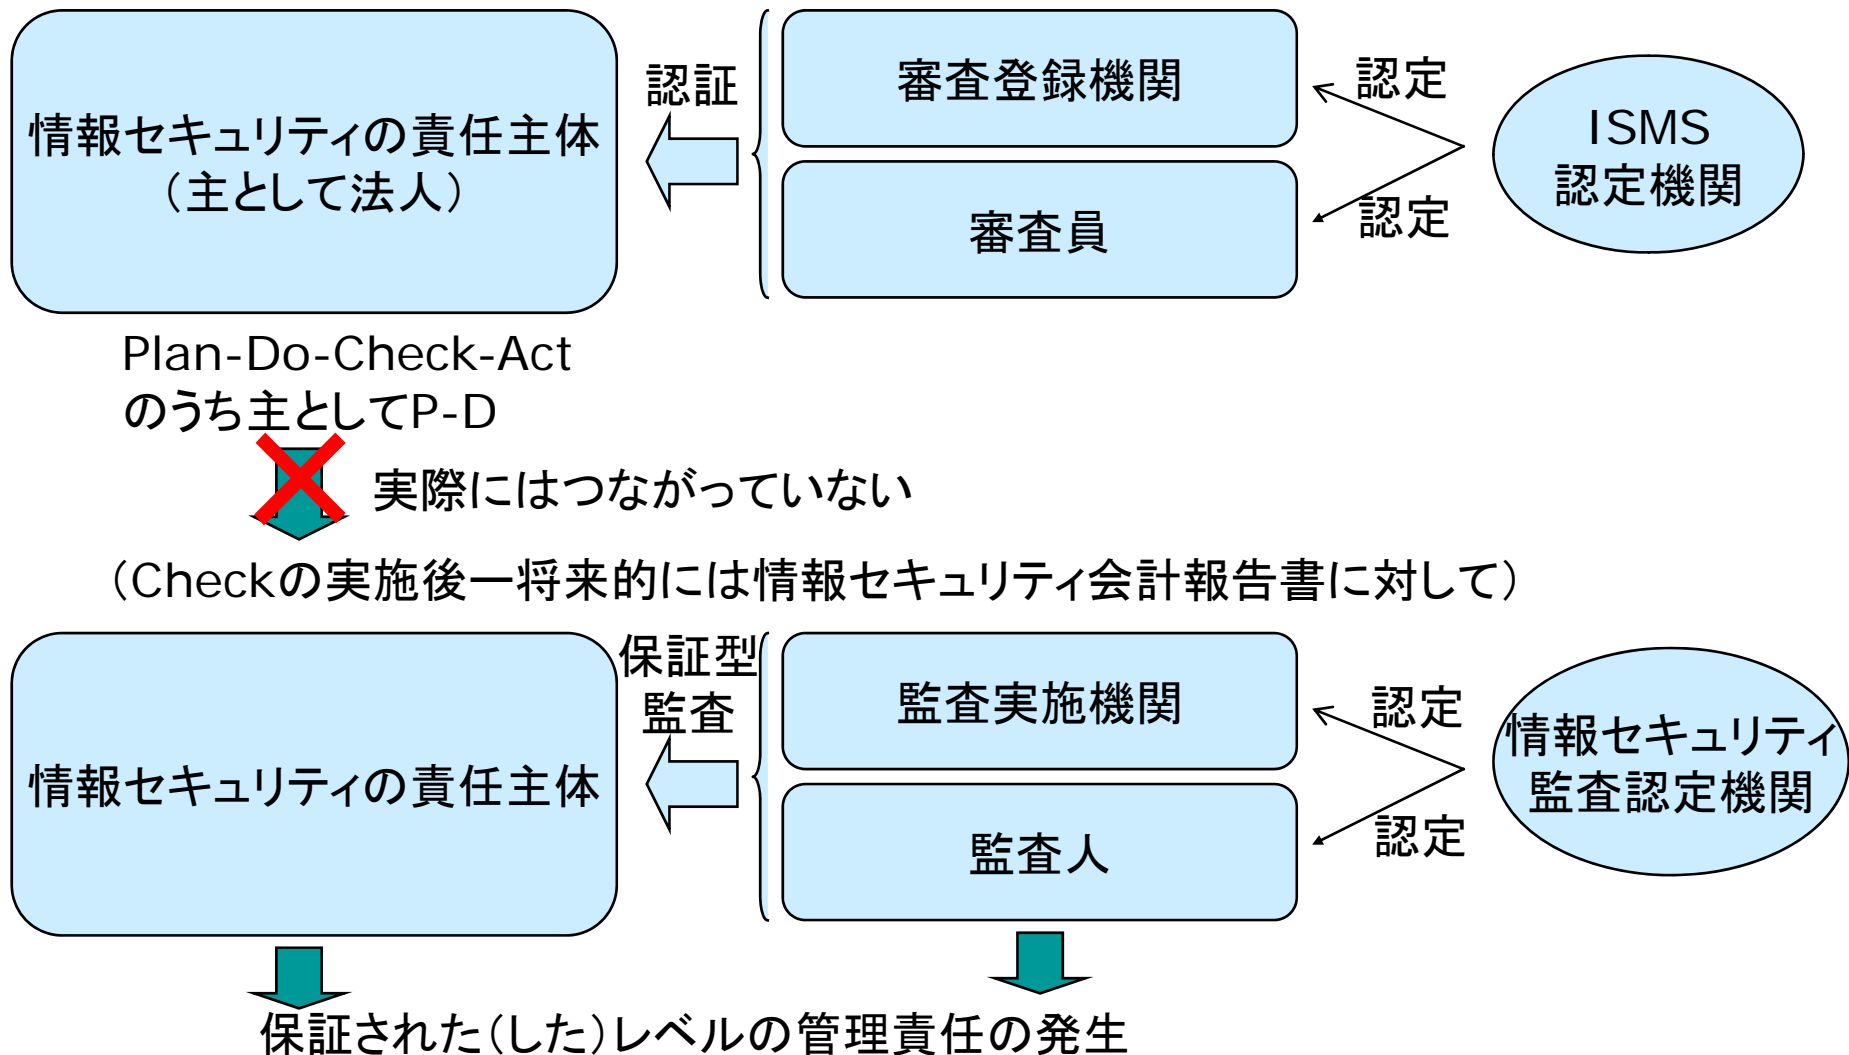 情報セキュリティの責任主体
（主として法人）
認証
審査登録機関
審査員
認定
認定
ISMS
認定機関
Plan-Do-Check-Act
のうち主としてP-D
実際にはつながっていない
（Checkの実施後ー将来的には情報セキュリティ会計報告書に対して）
情報セキュリティの責任主体
保証型
監査
監査実施機関
監査人
認定
認定
情報セキュリティ
監査認定機関
保証された（した）レベルの管理責任の発生